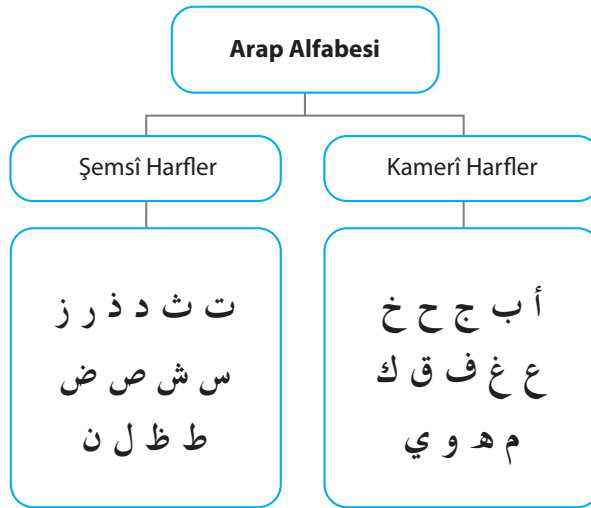 Arap Alfabesi
Şemsî Harfler
Kamerî Harfler
ت ث د ذ ر ز
س ش ص ض
ط ظ ل ن
أ ب ج ح خ
ع غ ف ق ك
م ه و ي